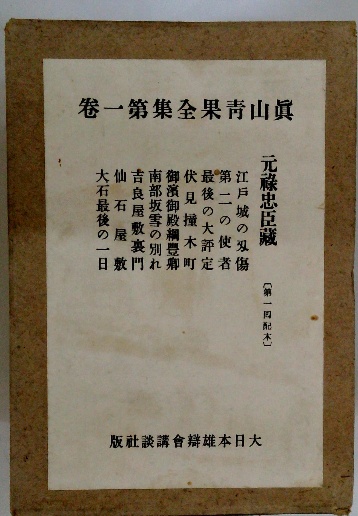 眞山靑果全集第一卷
元祿忠臣藏
〔第一囘配本〕
江戶城の刄傷
第二の使者
最後の大評定
伏見撞木町
御濱御殿綱豐卿
南部坂雪の別れ
吉良屋敷裏門
仙石屋敷
大石最後の一日
大日本雄辯會講談社版